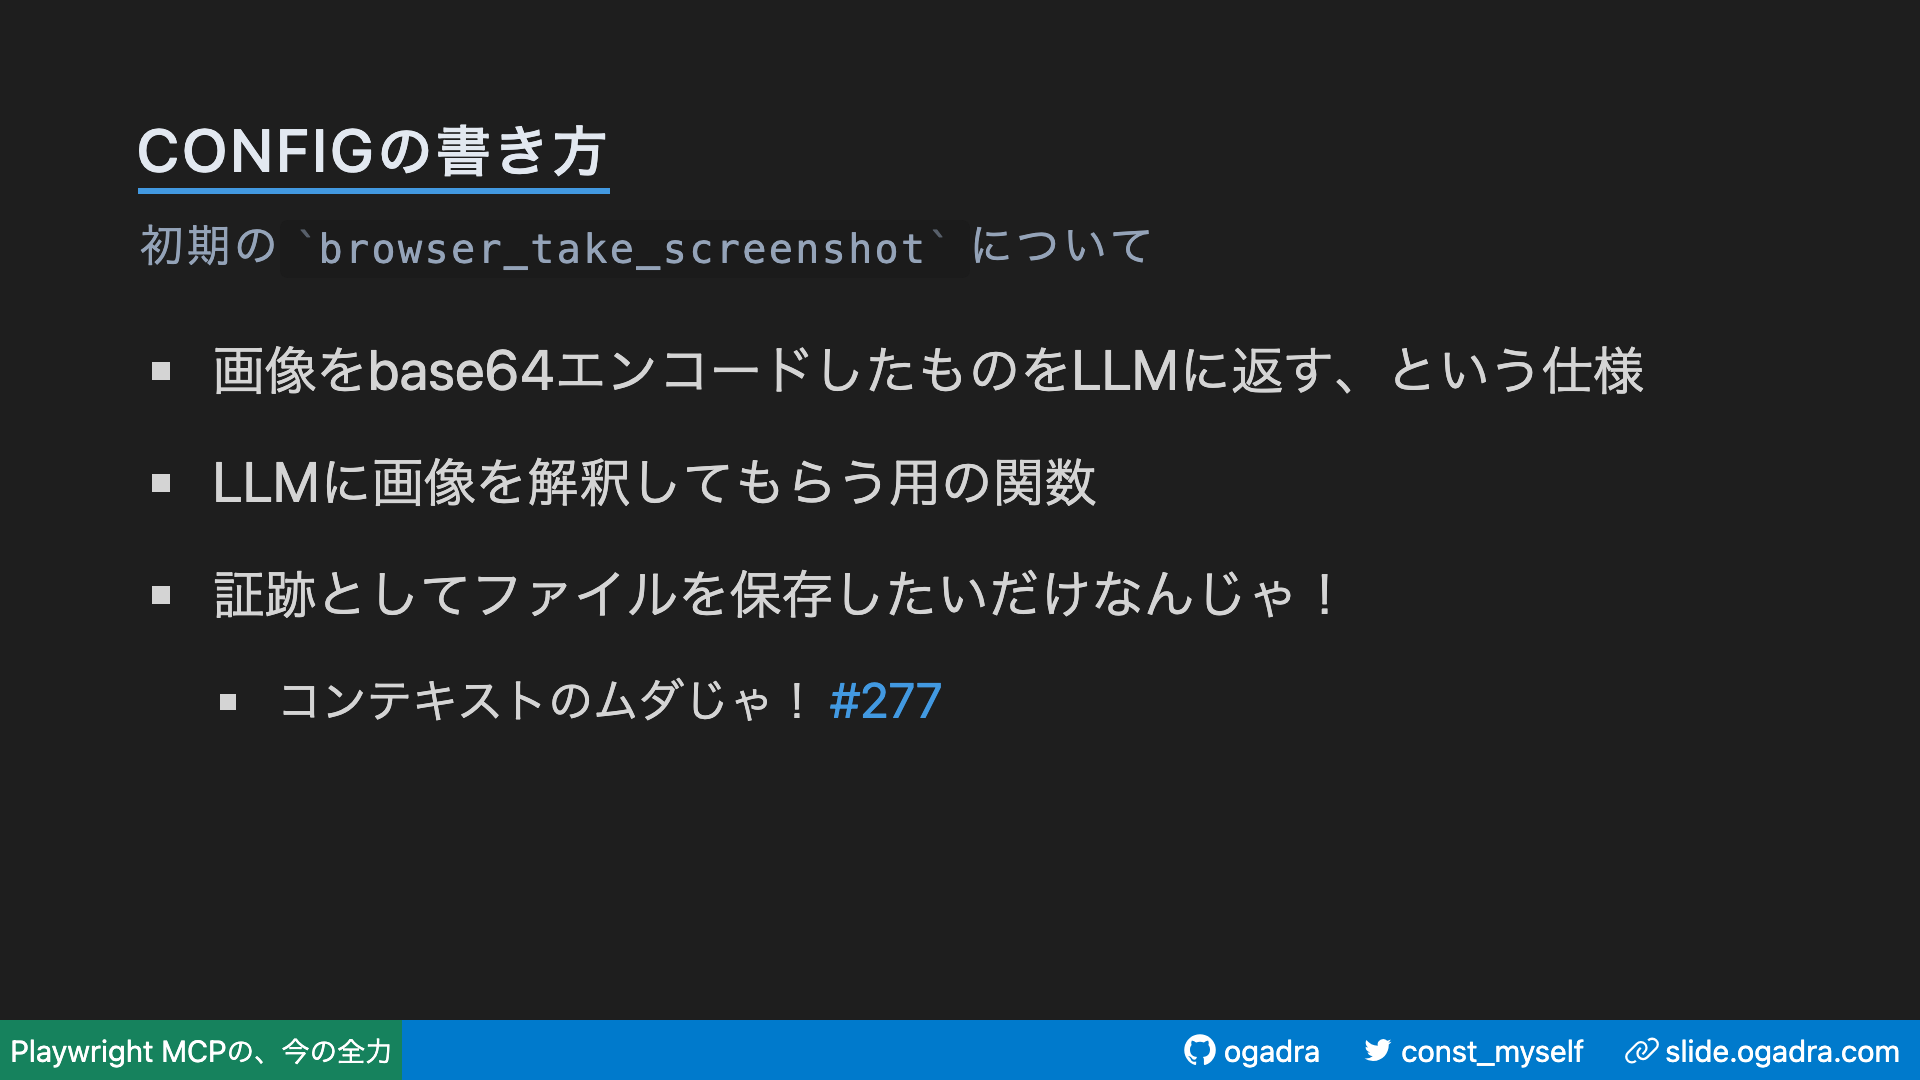 CONFIGの書き方
初期の `browser_take_screenshot` について
画像をbase64エンコードしたものをLLMに返す、という仕様
LLMに画像を解釈してもらう用の関数
証跡としてファイルを保存したいだけなんじゃ！
コンテキストのムダじゃ！ #277
Playwright MCPの、今の全力
ogadra
const_myself
slide.ogadra.com